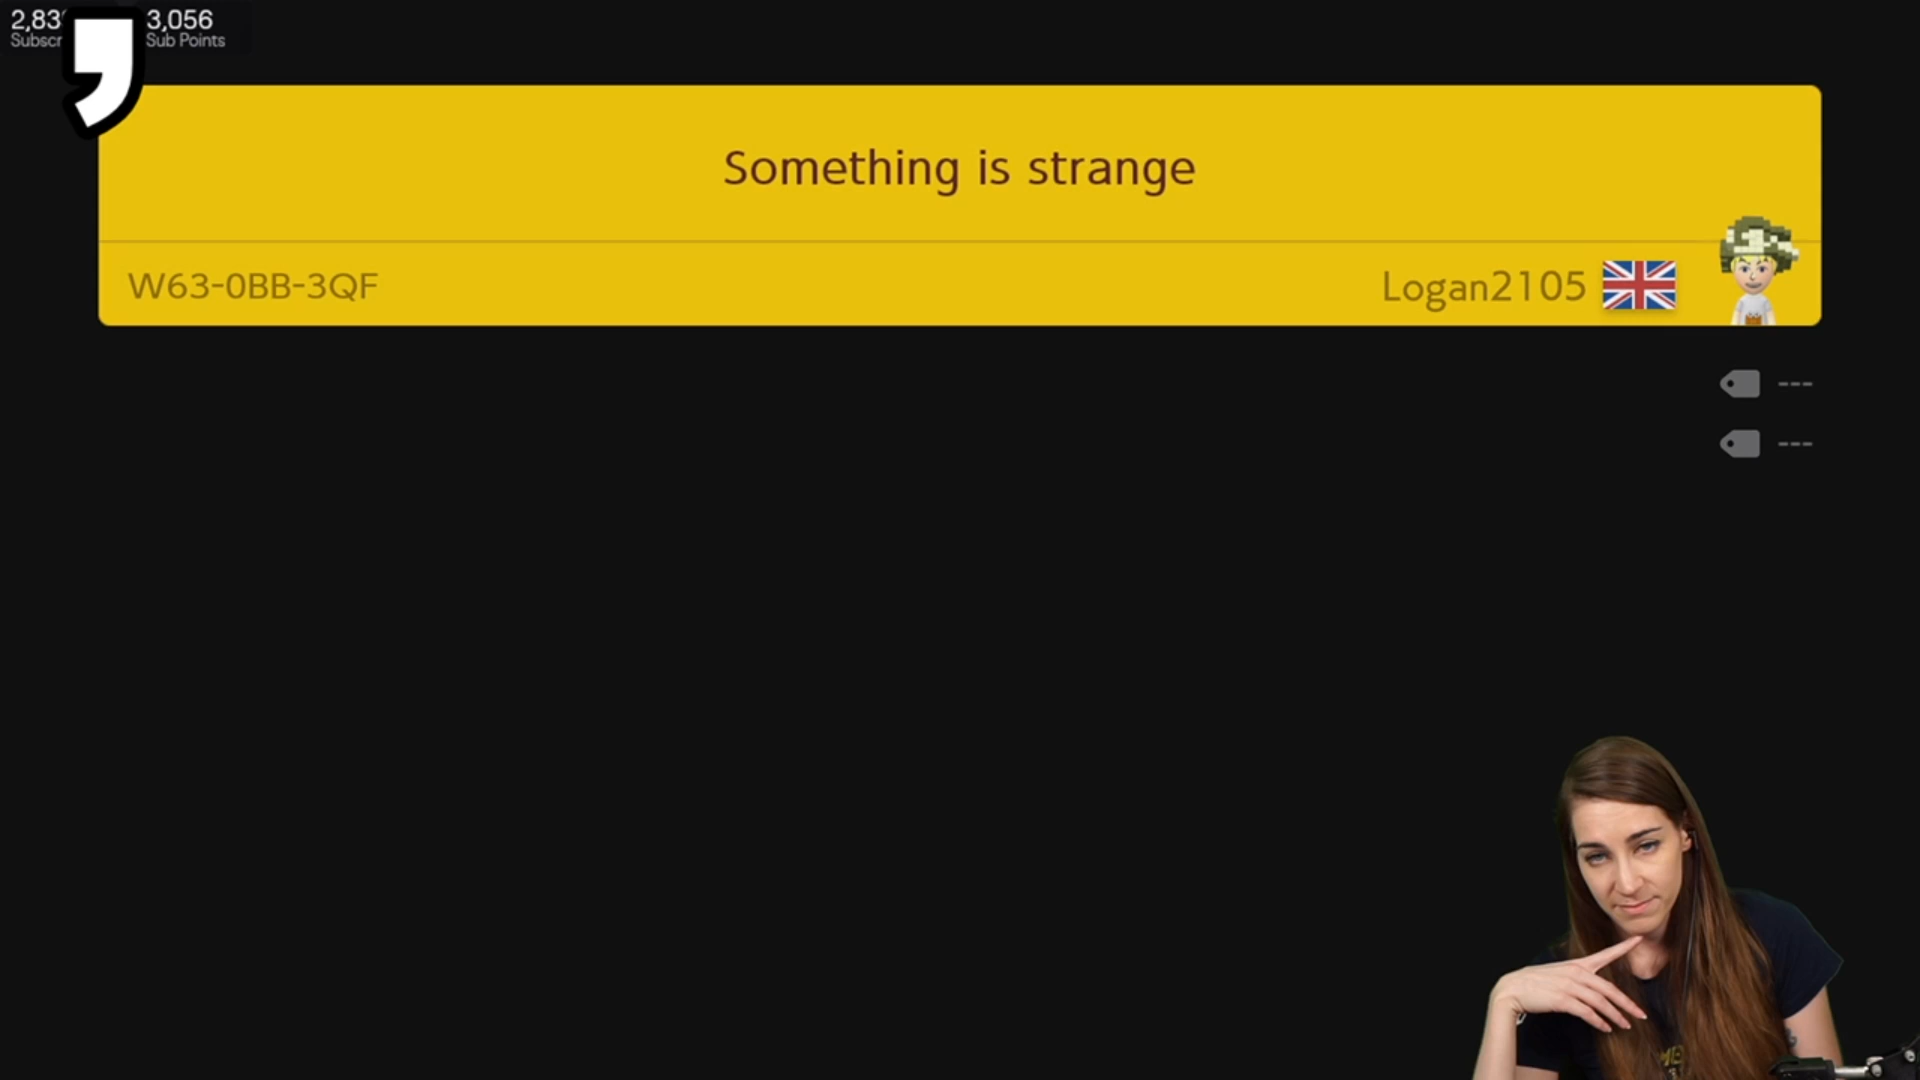 3,056
Sub Points
Something is strange
W63-0BB-3QF
Logan2105
---
---